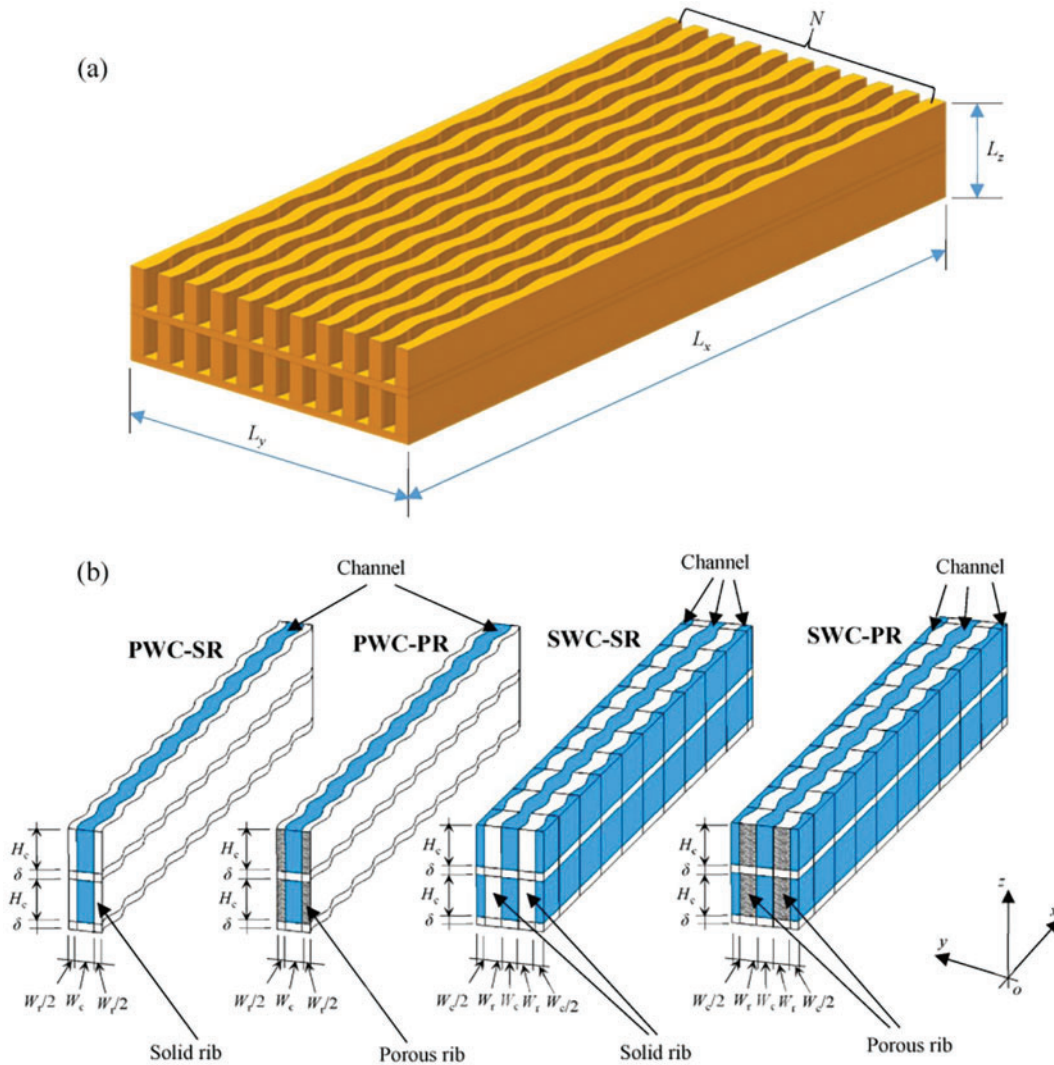 (a)
N
Lz
Lx
Ly
(b)
Channel
Channel
Channel
PWC-SR
PWC-PR
SWC-SR
SWC-PR
Hc
δ
Hc
δ
Hc
δ
Hc
δ
Hc
δ
Hc
δ
Hc
δ
Hc
δ
z
x
y
o
Wr/2 Wc Wr/2
Wr/2 Wc Wr/2
Wc/2 Wr Wc Wr Wc/2
Wc/2 Wr Wc Wr Wc/2
Solid rib
Porous rib
Solid rib
Porous rib